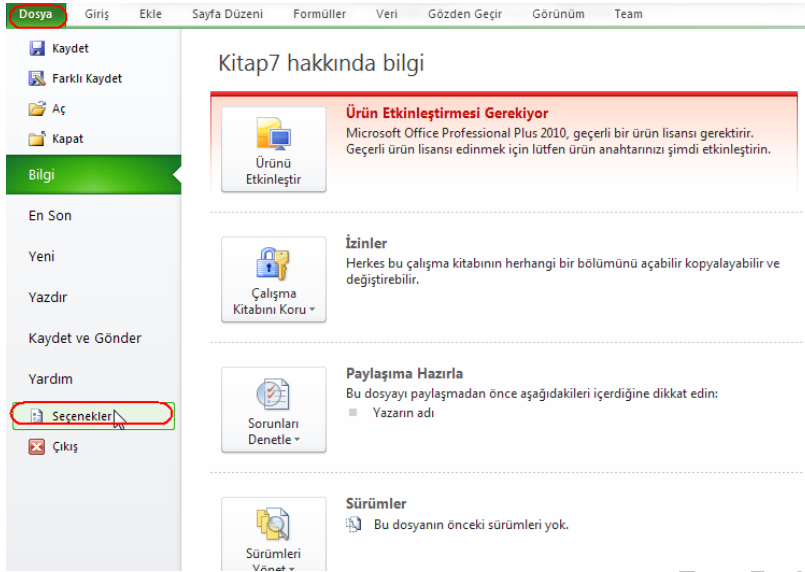 Dosya Giriş Ekle Sayfa Düzeni Formüller Veri Gözden Geçir Görünüm Team
Kaydet
Farklı Kaydet
Aç
Kapat
Bilgi
En Son
Yeni
Yazdır
Kaydet ve Gönder
Yardım
Seçenekler
Çıkış
Kitap7 hakkında bilgi
Ürünü
Etkinleştir
Ürün Etkinleştirmesi Gerekiyor
Microsoft Office Professional Plus 2010, geçerli bir ürün lisansı gerektirir.
Geçerli ürün lisansı edinmek için lütfen ürün anahtarınızı şimdi etkinleştirin.
Çalışma
Kitabını Koru
İzinler
Herkes bu çalışma kitabının herhangi bir bölümünü açabilir kopyalayabilir ve
değiştirebilir.
Sorunları
Denetle
Paylaşıma Hazırla
Bu dosyayı paylaşmadan önce aşağıdakileri içerdiğine dikkat edin:
Yazarın adı
Sürümleri
Yönet
Sürümler
Bu dosyanın önceki sürümleri yok.